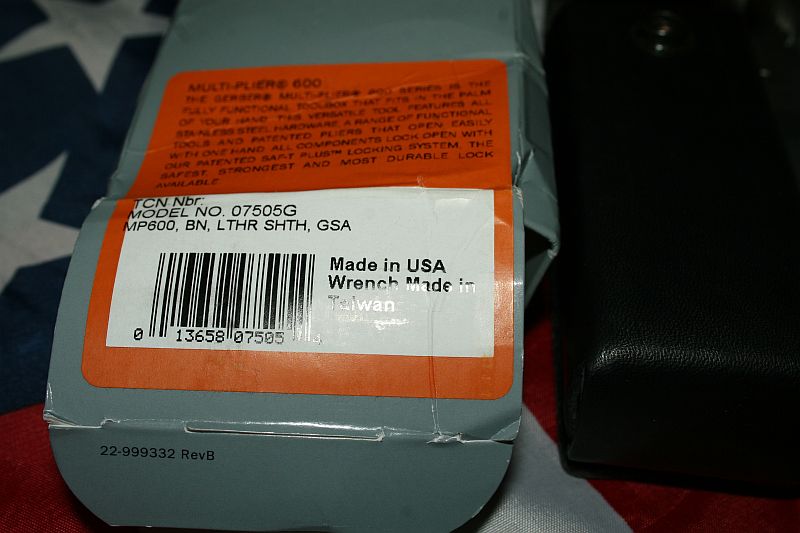 MULTI-PLIER® 600
THE GERBER® MULTI-PLIER® 600 SERIES IS THE
FULLY FUNCTIONAL TOOLBOX THAT FITS IN THE PALM
OF YOUR HAND. THIS VERSATILE TOOL FEATURES ALL
STAINLESS STEEL HARDWARE, A RANGE OF FUNCTIONAL
TOOLS AND PATENTED PLIERS THAT OPEN EASILY
WITH ONE HAND. ALL COMPONENTS LOCK OPEN WITH
OUR PATENTED SAF.T PLUS™ LOCKING SYSTEM, THE
SAFEST, STRONGEST AND MOST DURABLE LOCK
AVAILABLE.
TCN Nbr:
MODEL NO. 07505G
MP600, BN, LTHR SHTH, GSA
Made in USA
Wrench Made in
Taiwan
0 13658 07505 4
22-999332 RevB